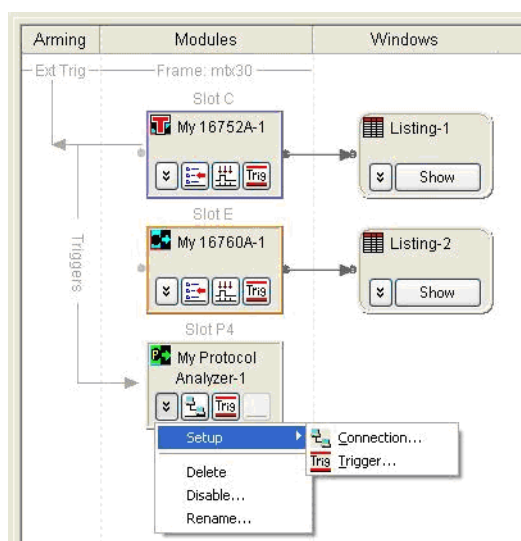 Arming Modules Windows
Ext Trig Frame: mtx30
Slot C
My 16752A-1 Listing-1
Trig Show
Slot E
My 16760A-1 Listing-2
Trig Show
Slot P4
Triggers
My Protocol
Analyzer-1
Trig
Setup
Connection...
Trig Trigger...
Delete
Disable...
Rename...